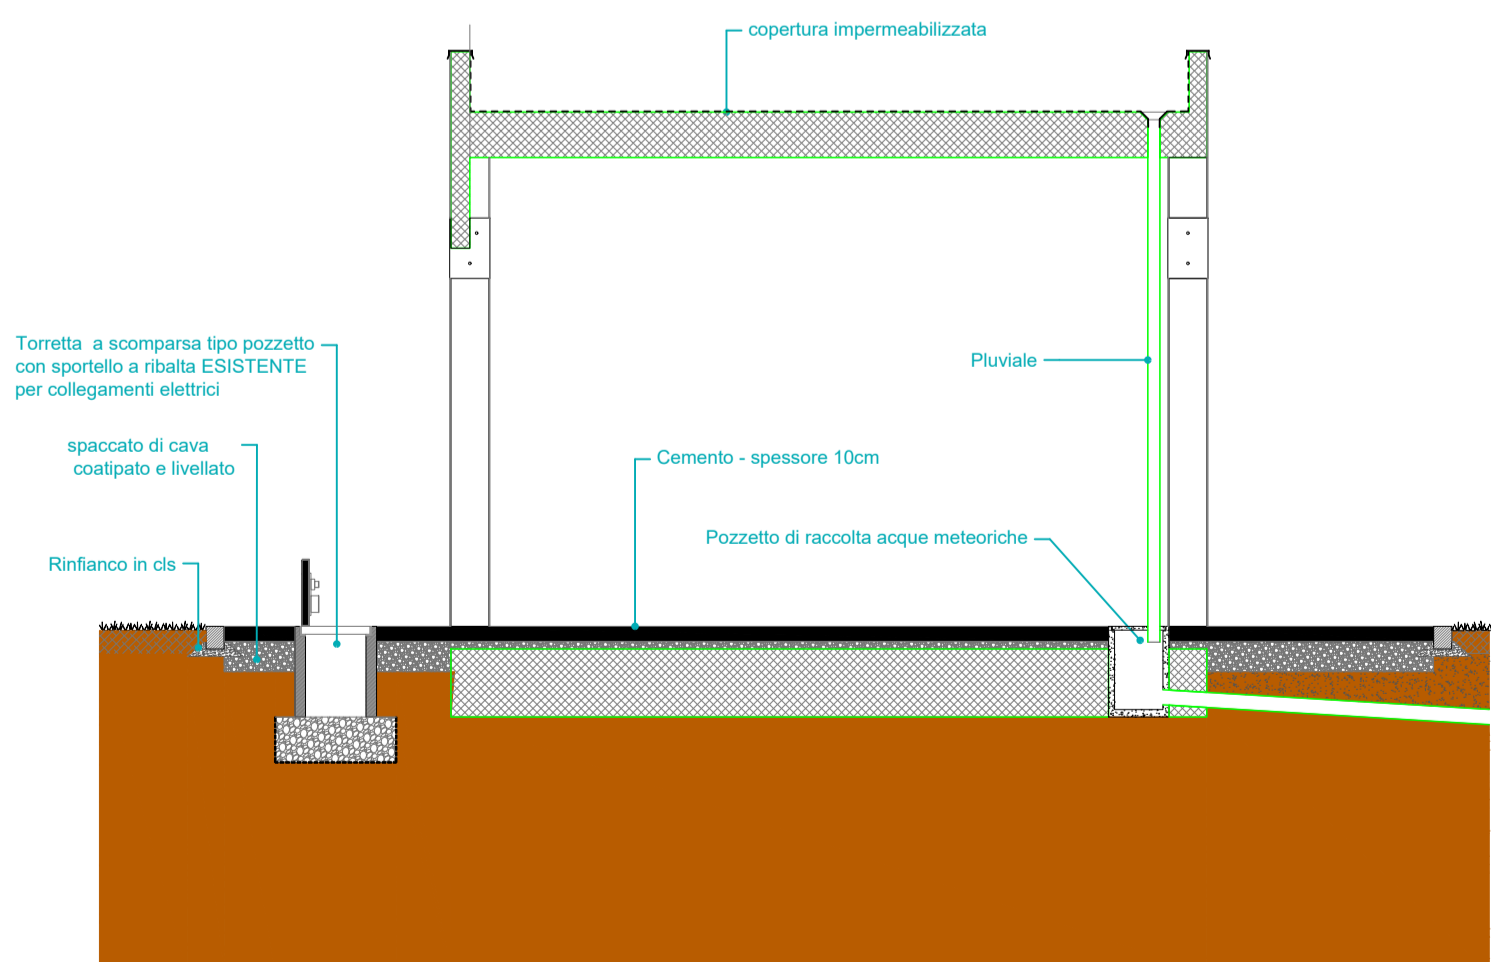 copertura impermeabilizzata
Torretta a scomparsa tipo pozzetto
con sportello a ribalta ESISTENTE
per collegamenti elettrici
Pluviale
spaccato di cava
coatipato e livellato
Cemento - spessore 10cm
Pozzetto di raccolta acque meteoriche
Rinfianco in cls